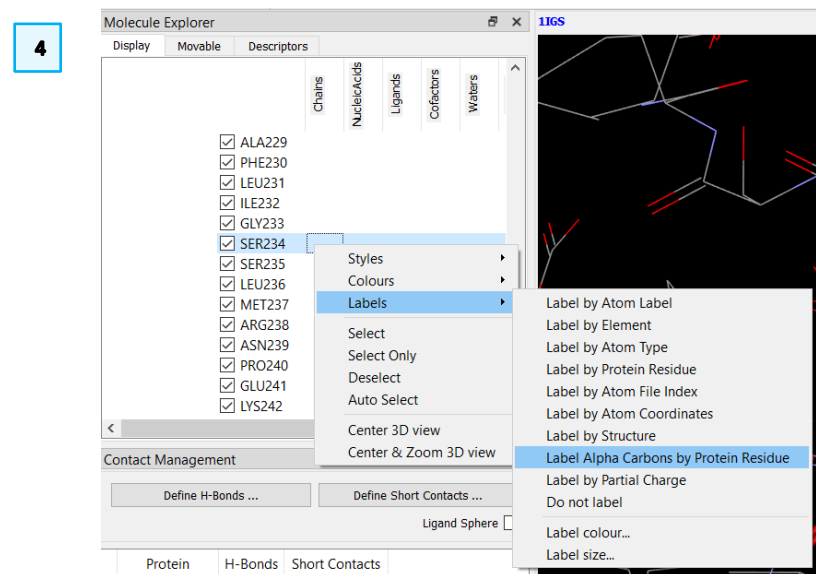 4
Molecule Explorer
1IGS
Display Movable Descriptors
Chains
NucleicAcids
Ligands
Cofactors
Waters
ALA229
PHE230
LEU231
ILE232
GLY233
SER234
SER235
LEU236
MET237
ARG238
ASN239
PRO240
GLU241
LYS242
Styles
Colours
Labels
Select
Select Only
Deselect
Auto Select
Center 3D view
Center & Zoom 3D view
Label by Atom Label
Label by Element
Label by Atom Type
Label by Protein Residue
Label by Atom File Index
Label by Atom Coordinates
Label by Structure
Label Alpha Carbons by Protein Residue
Label by Partial Charge
Do not label
Label colour...
Label size...
Contact Management
Define H-Bonds ... Define Short Contacts ...
Ligand Sphere
Protein H-Bonds Short Contacts